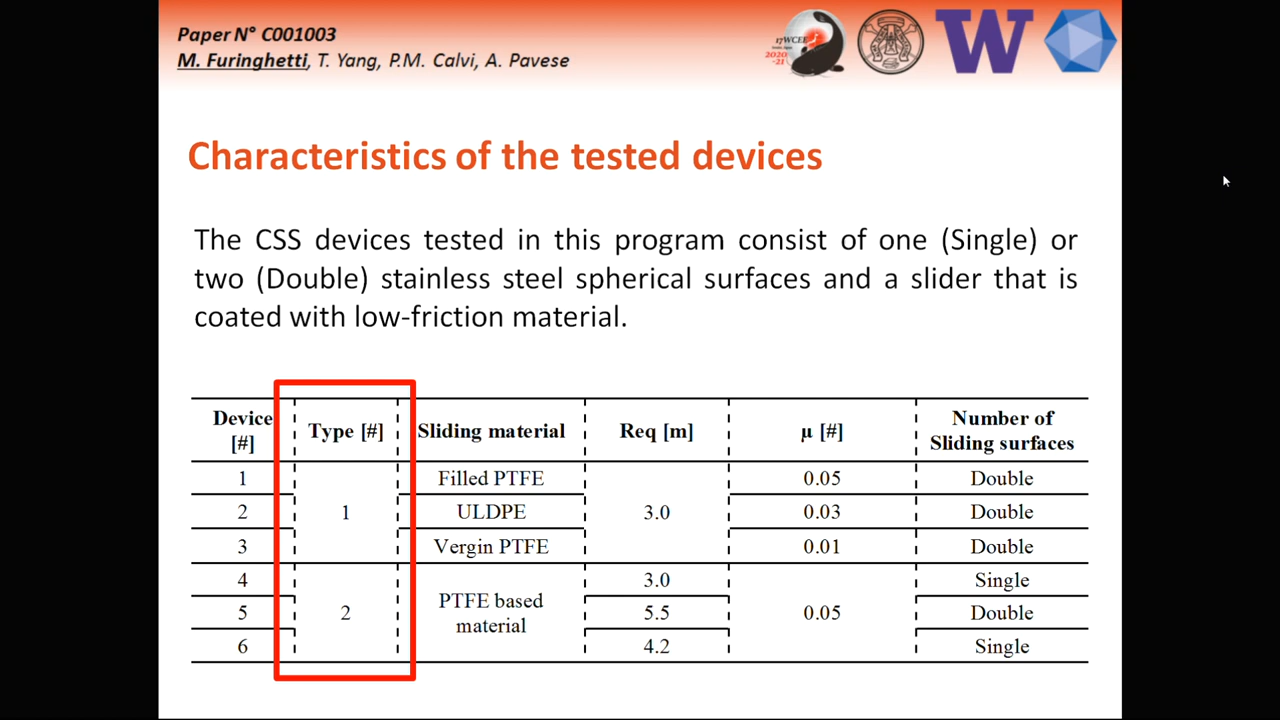 Paper N° C001003
M. Furinghetti, T. Yang, P.M. Calvi, A. Pavese
17WCEE
2020
-21
W
Characteristics of the tested devices
The CSS devices tested in this program consist of one (Single) or
two (Double) stainless steel spherical surfaces and a slider that is
coated with low-friction material.
Device [#] Type [#] Sliding material Req [m] µ [#] Number of Sliding surfaces
1 1 Filled PTFE 3.0 0.05 Double
2 ULDPE 0.03 Double
3 Vergin PTFE 0.01 Double
4 2 PTFE based material 3.0 0.05 Single
5 5.5 Double
6 4.2 Single